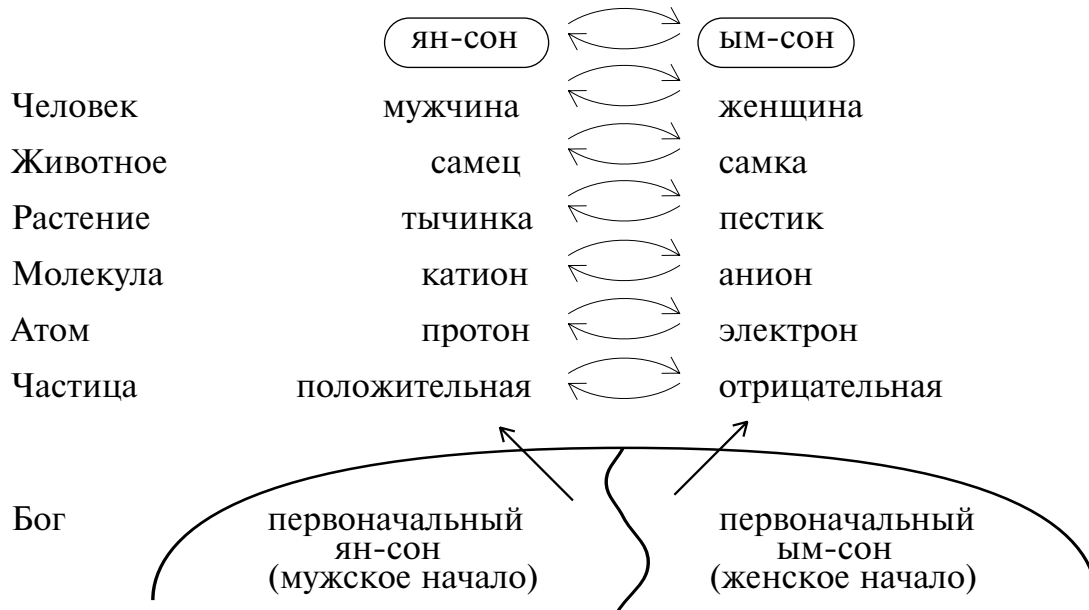 ян-сон ым-сон
Человек мужчина женщина
Животное самец самка
Растение тычинка пестик
Молекула катион анион
Атом протон электрон
Частица положительная отрицательная
Бог первоначальный первоначальный
ян-сон ым-сон
(мужское начало) (женское начало)